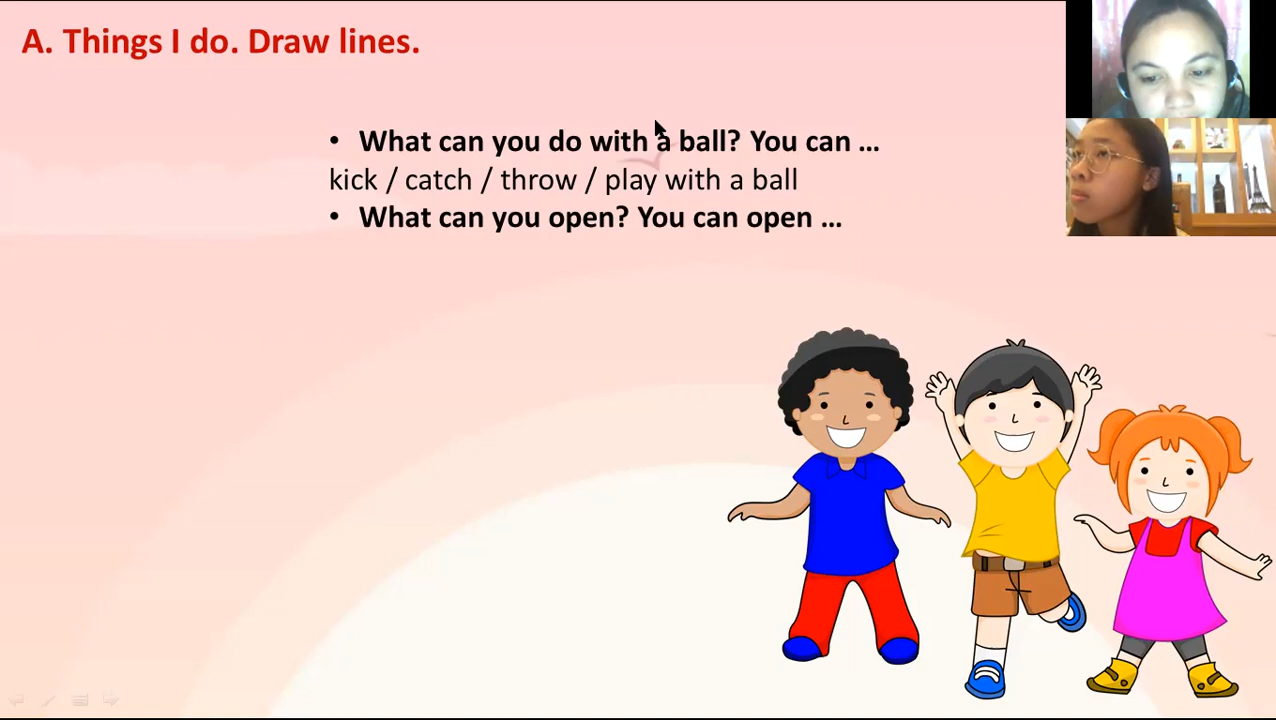 A. Things I do. Draw lines.
• What can you do with a ball? You can ...
kick / catch / throw / play with a ball
• What can you open? You can open ...